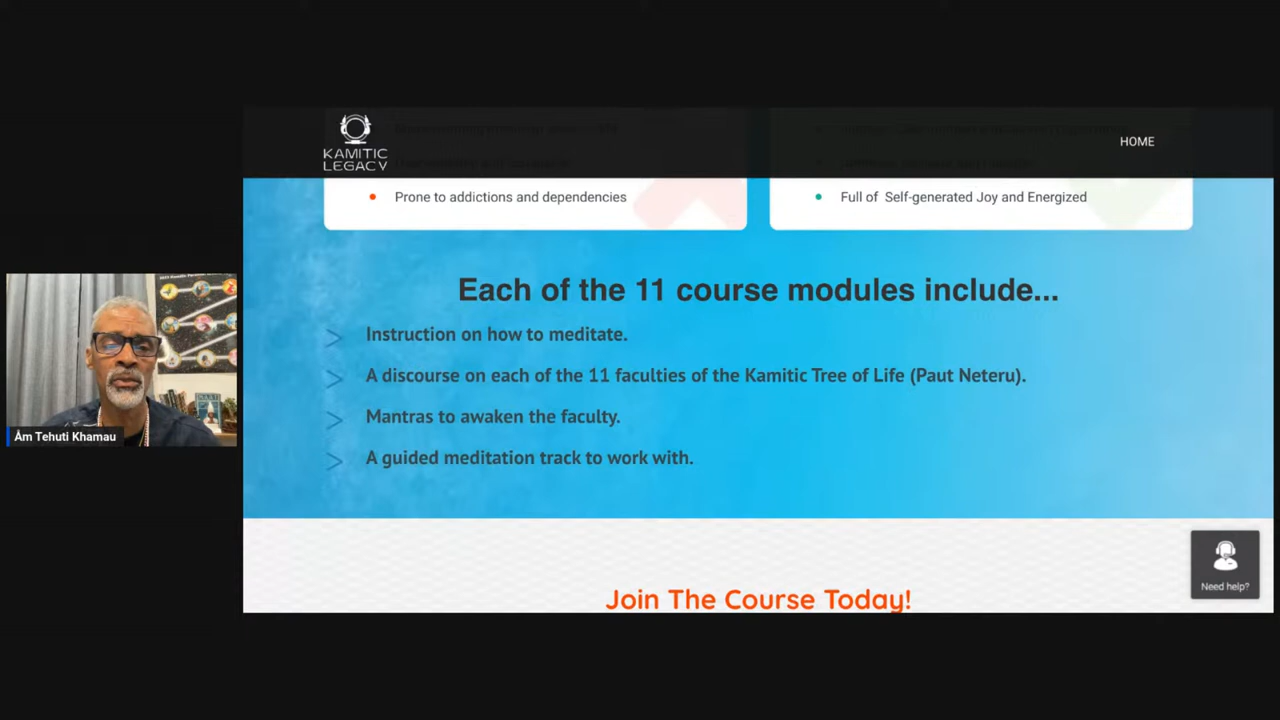 KAMITIC
LEGACY
HOME
Prone to addictions and dependencies
Full of Self-generated Joy and Energized
Each of the 11 course modules include...
Instruction on how to meditate.
A discourse on each of the 11 faculties of the Kamitic Tree of Life (Paut Neteru).
Mantras to awaken the faculty.
A guided meditation track to work with.
Àm Tehuti Khamau
Need help?
Join The Course Today!